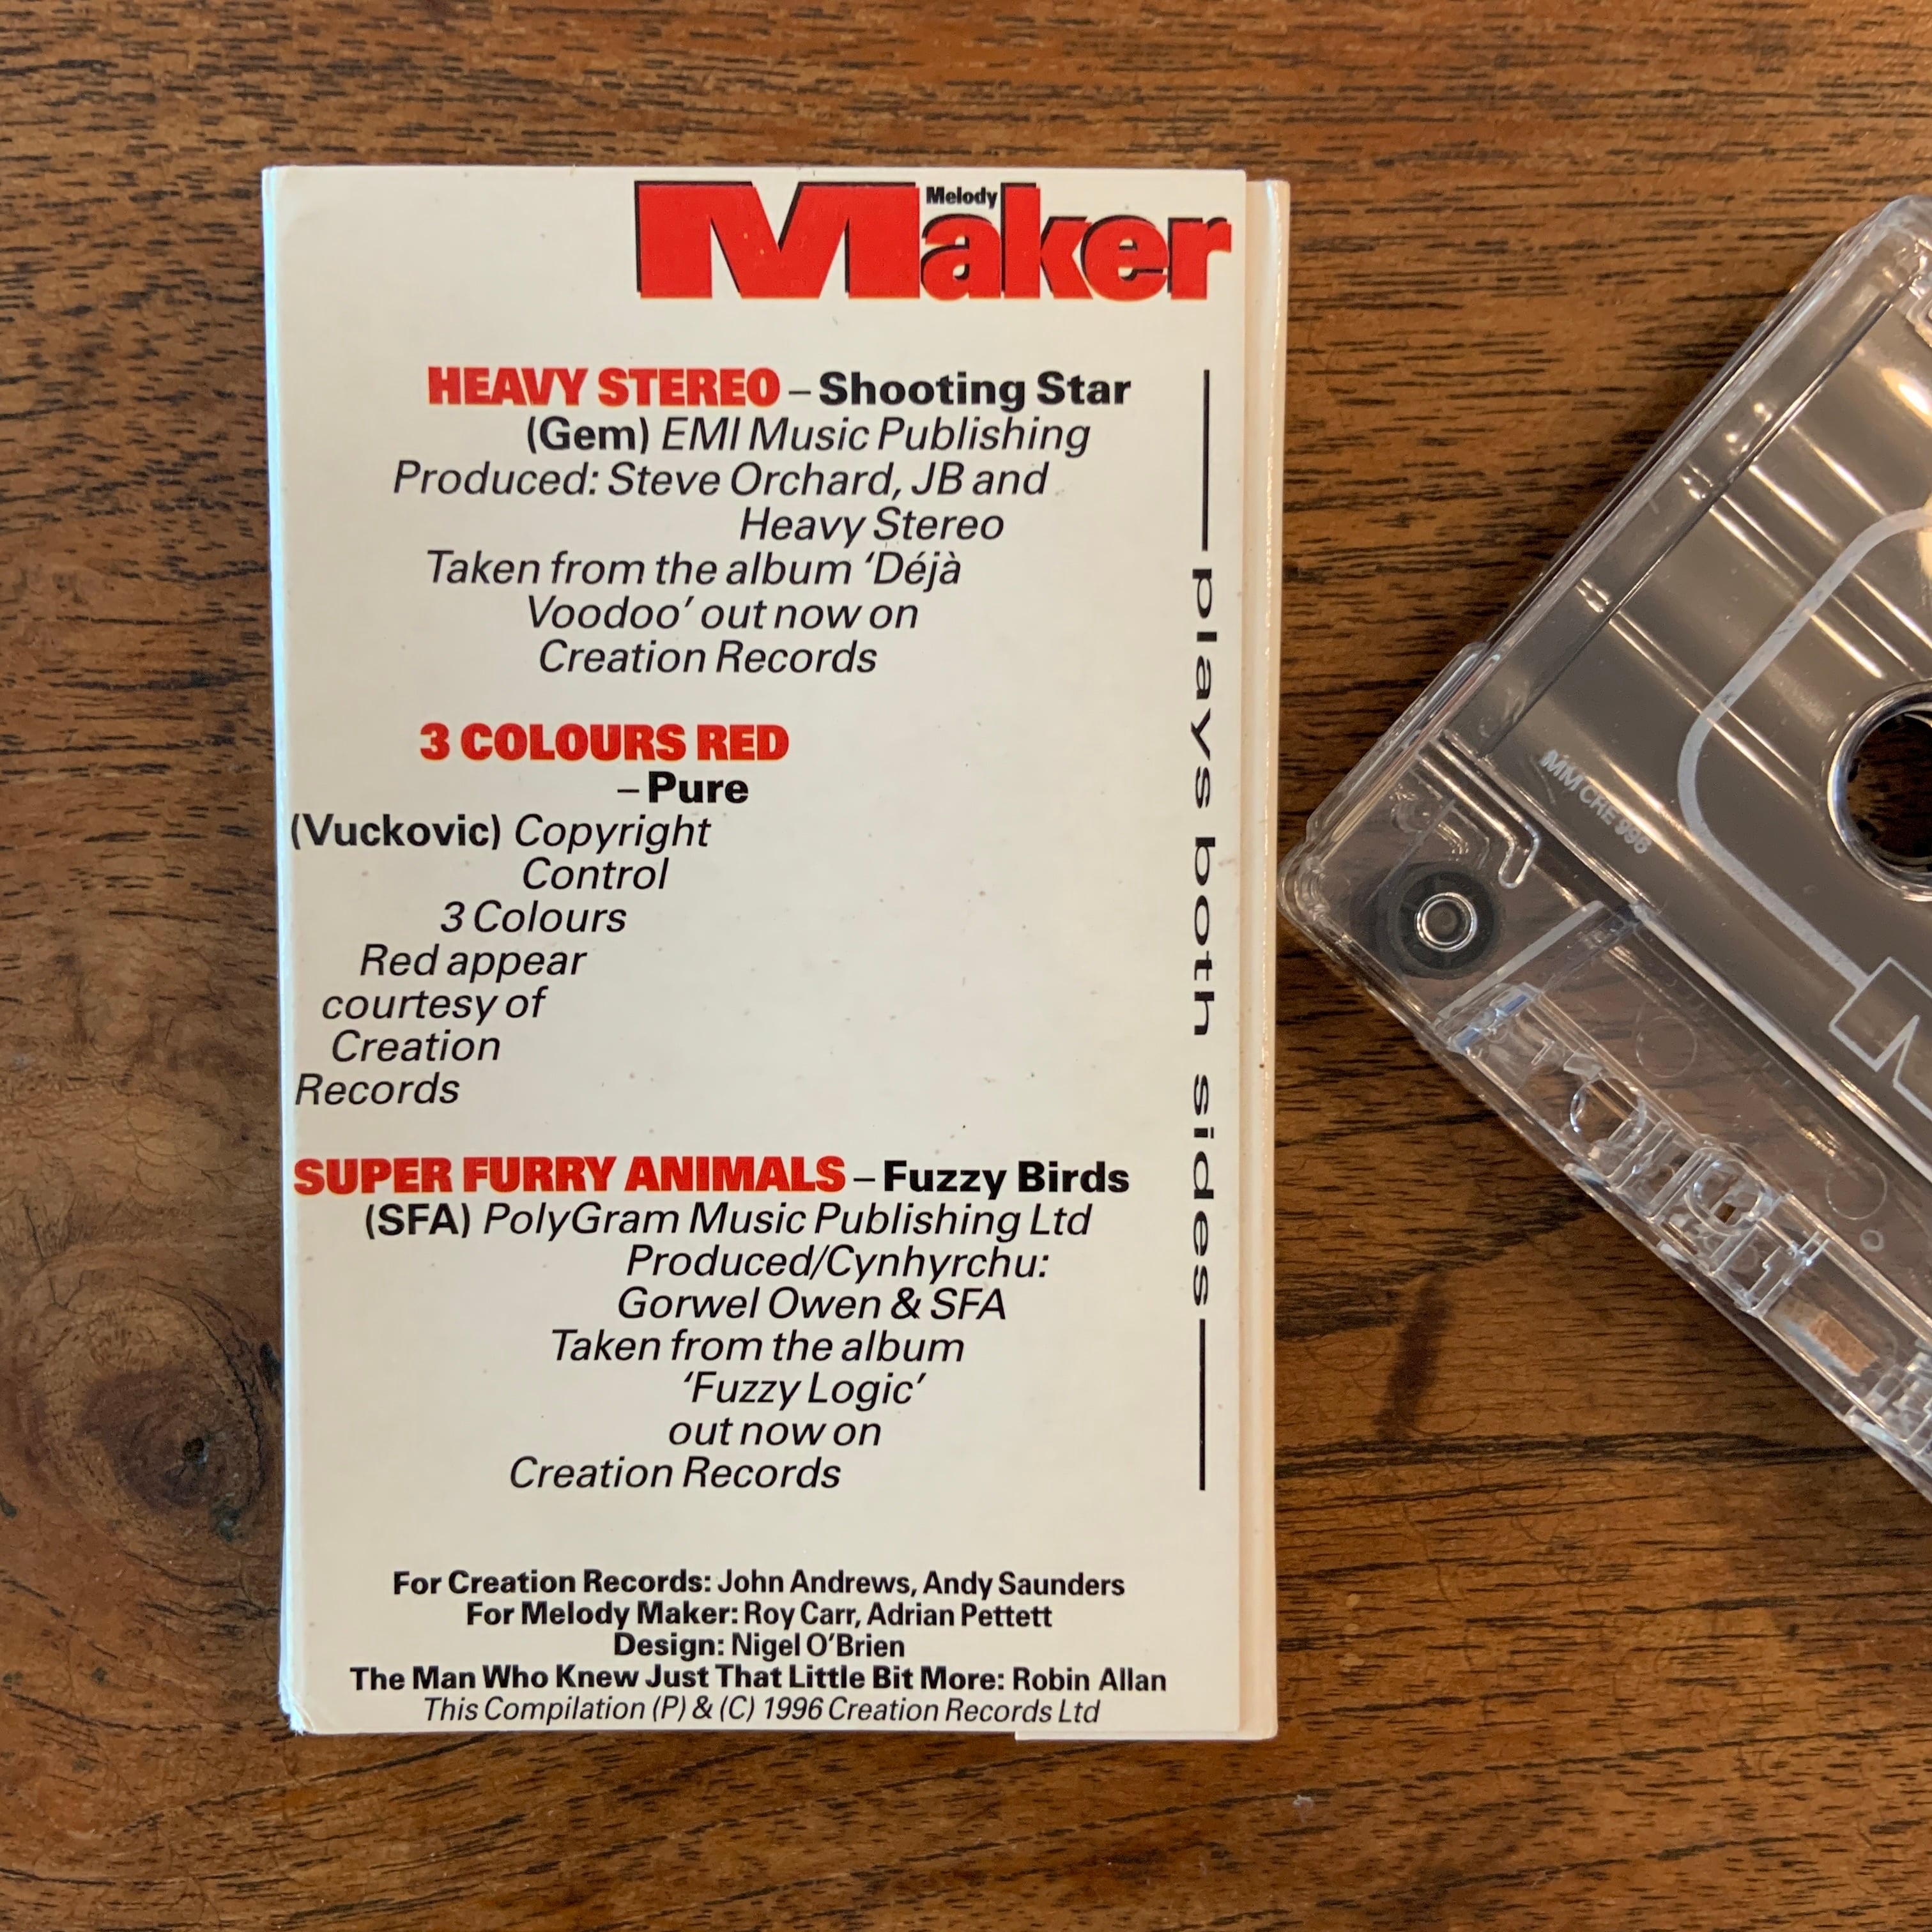 Melody
Maker
HEAVY STEREO – Shooting Star
(Gem) EMI Music Publishing
Produced: Steve Orchard, JB and
Heavy Stereo
Taken from the album ‘Déjà
Voodoo’ out now on
Creation Records
3 COLOURS RED
– Pure
(Vuckovic) Copyright
Control
3 Colours
Red appear
courtesy of
Creation
Records
SUPER FURRY ANIMALS – Fuzzy Birds
(SFA) PolyGram Music Publishing Ltd
Produced/Cynhyrchu:
Gorwel Owen & SFA
Taken from the album
‘Fuzzy Logic’
out now on
Creation Records
For Creation Records: John Andrews, Andy Saunders
For Melody Maker: Roy Carr, Adrian Pettett
Design: Nigel O’Brien
The Man Who Knew Just That Little Bit More: Robin Allan
This Compilation (P) & (C) 1996 Creation Records Ltd
plays both sides
MM CRE 996